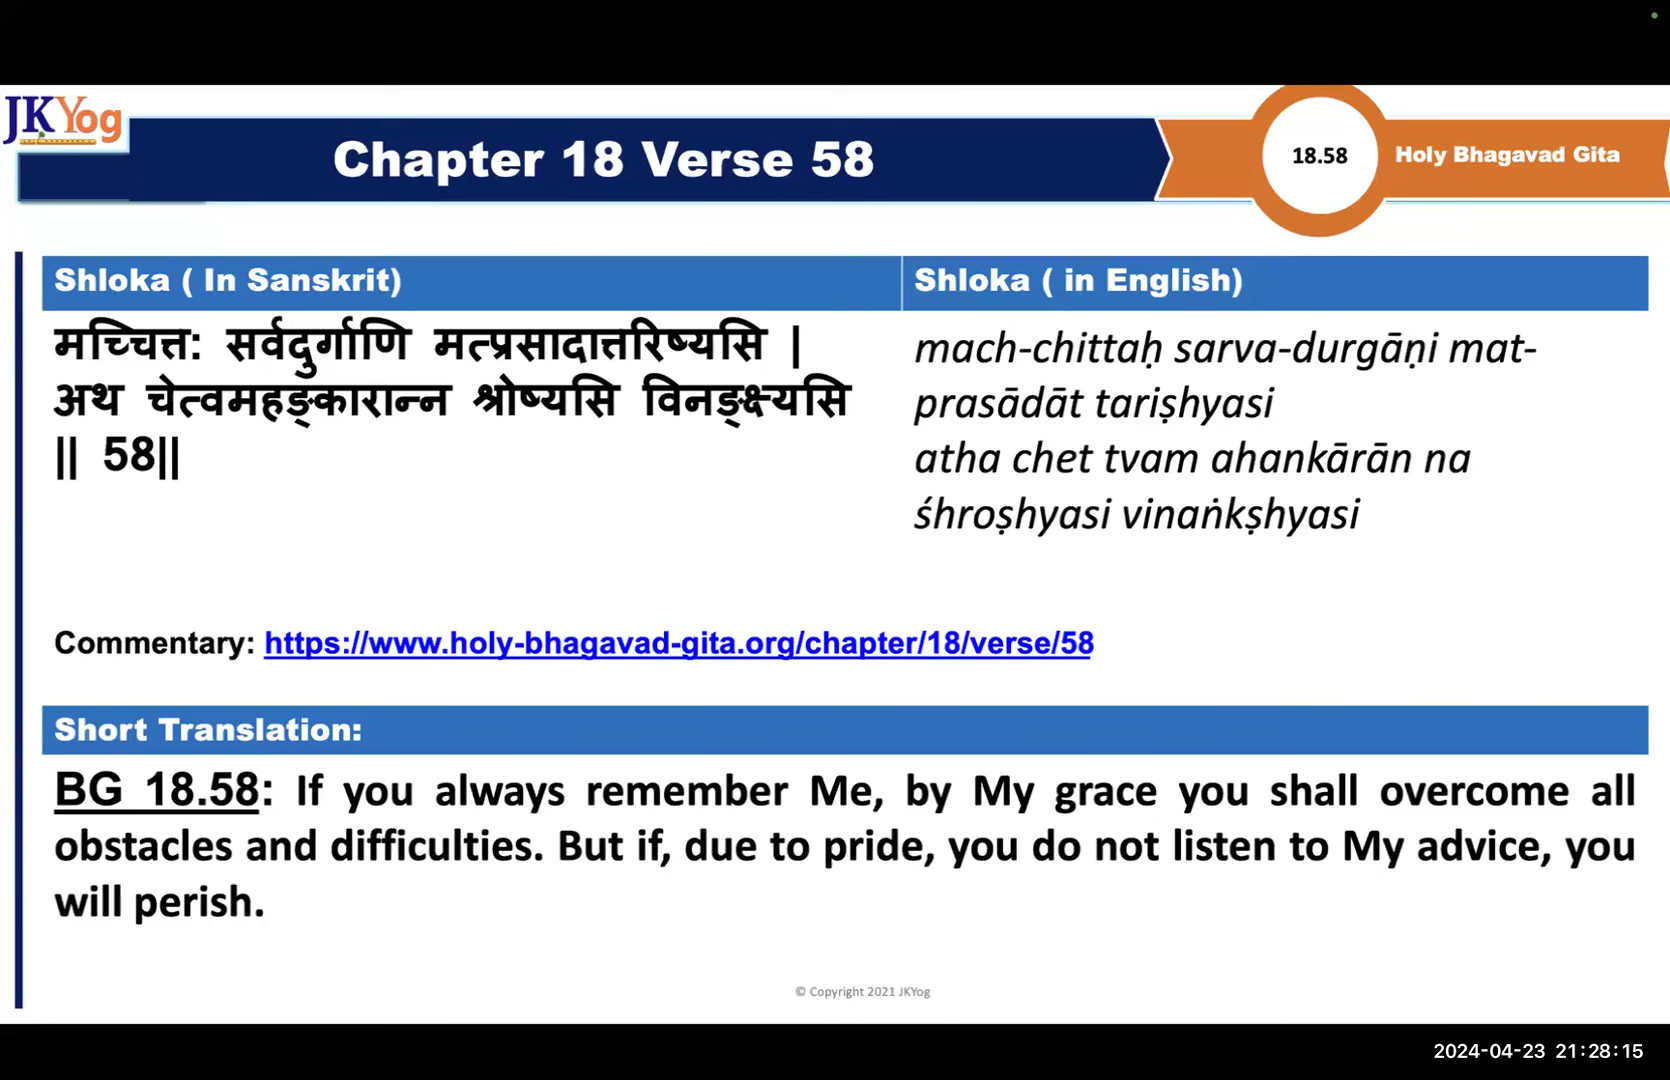 JKYog
Chapter 18 Verse 58
18.58
Holy Bhagavad Gita
Shloka ( In Sanskrit)
मच्चित्त: सर्वदुर्गाणि मत्प्रसादात्तरिष्यसि |
अथ चेत्वमहङ्कारान्न श्रोष्यसि विनङ्क्ष्यसि
|| 58||
Shloka ( in English)
mach-chittaḥ sarva-durgāṇi mat-
prasādāt tariṣhyasi
atha chet tvam ahankārān na
śhroṣhyasi vinaṅkṣhyasi
Commentary: https://www.holy-bhagavad-gita.org/chapter/18/verse/58
Short Translation:
BG 18.58: If you always remember Me, by My grace you shall overcome all
obstacles and difficulties. But if, due to pride, you do not listen to My advice, you
will perish.
© Copyright 2021 JKYog
2024-04-23 21:28:15